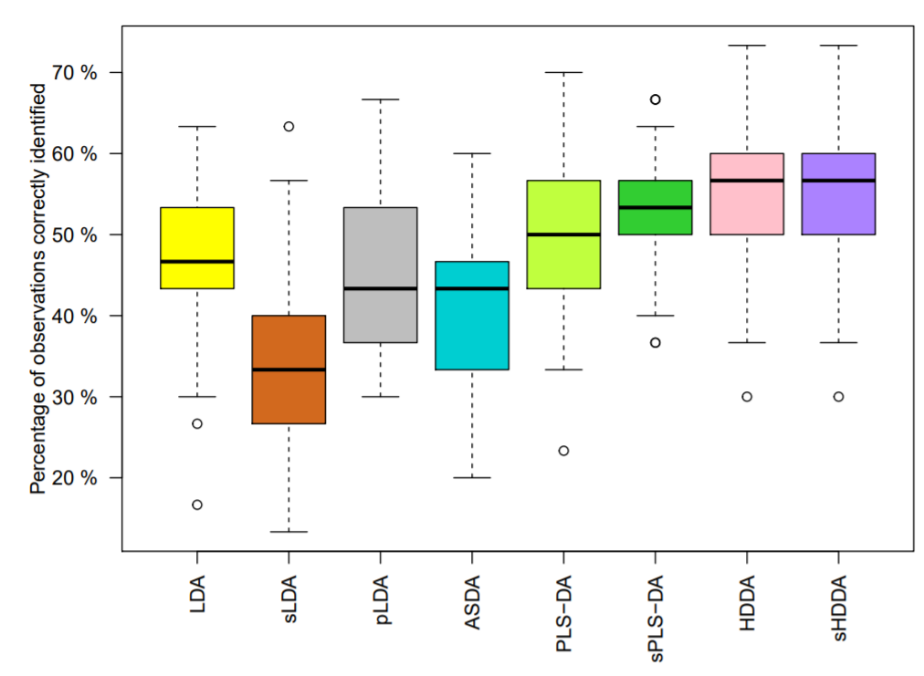 Percentage of observations correctly identified
70 %
60 %
50 %
40 %
30 %
20 %
LDA
sLDA
pLDA
ASDA
PLS−DA
sPLS−DA
HDDA
sHDDA